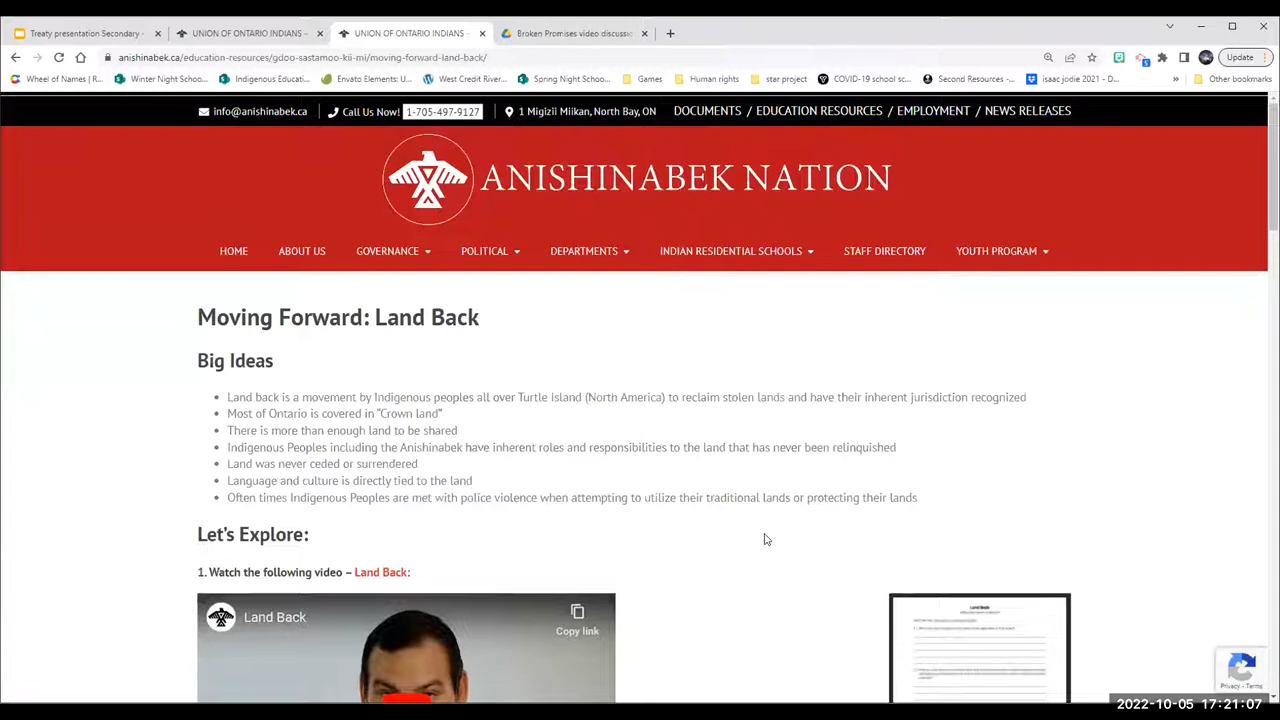 Treaty presentation Secondary -
UNION OF ONTARIO INDIANS –
UNION OF ONTARIO INDIANS –
Broken Promises video discussi
anishinabek.ca/education-resources/gdoo-sastamoo-kii-mi/moving-forward-land-back/
Update
Wheel of Names | R...
Winter Night Schoo...
Indigenous Educati...
Envato Elements: U...
West Credit River...
Spring Night Schoo...
Games
Human rights
star project
COVID-19 school sc...
Second Resources -...
isaac jodie 2021 - D...
»
Other bookmarks
info@anishinabek.ca
Call Us Now! 1-705-497-9127
1 Migizii Miikan, North Bay, ON
DOCUMENTS / EDUCATION RESOURCES / EMPLOYMENT / NEWS RELEASES
ANISHINABEK NATION
HOME
ABOUT US
GOVERNANCE
POLITICAL
DEPARTMENTS
INDIAN RESIDENTIAL SCHOOLS
STAFF DIRECTORY
YOUTH PROGRAM
Moving Forward: Land Back
Big Ideas
• Land back is a movement by Indigenous peoples all over Turtle Island (North America) to reclaim stolen lands and have their inherent jurisdiction recognized
• Most of Ontario is covered in "Crown land"
• There is more than enough land to be shared
• Indigenous Peoples including the Anishinabek have inherent roles and responsibilities to the land that has never been relinquished
• Land was never ceded or surrendered
• Language and culture is directly tied to the land
• Often times Indigenous Peoples are met with police violence when attempting to utilize their traditional lands or protecting their lands
Let's Explore:
1. Watch the following video – Land Back:
Land Back
Copy link
Land Back
Privacy - Terms
2022-10-05 17:21:07